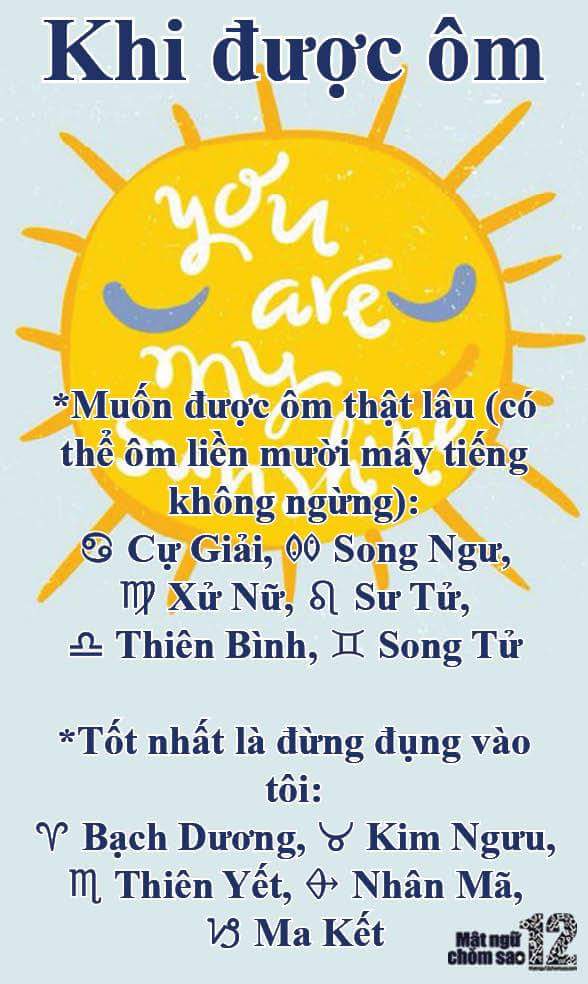 Khi được ôm
you
are
my
sunshine
*Muốn được ôm thật lâu (có
thể ôm liền mười mấy tiếng
không ngừng):
♋ Cự Giải, ♓ Song Ngư,
♍ Xử Nữ, ♌ Sư Tử,
♎ Thiên Bình, ♊ Song Tử
*Tốt nhất là đừng đụng vào
tôi:
♈ Bạch Dương, ♉ Kim Ngưu,
♏ Thiên Yết, ♐ Nhân Mã,
♑ Ma Kết
Mật ngữ 12
chòm sao